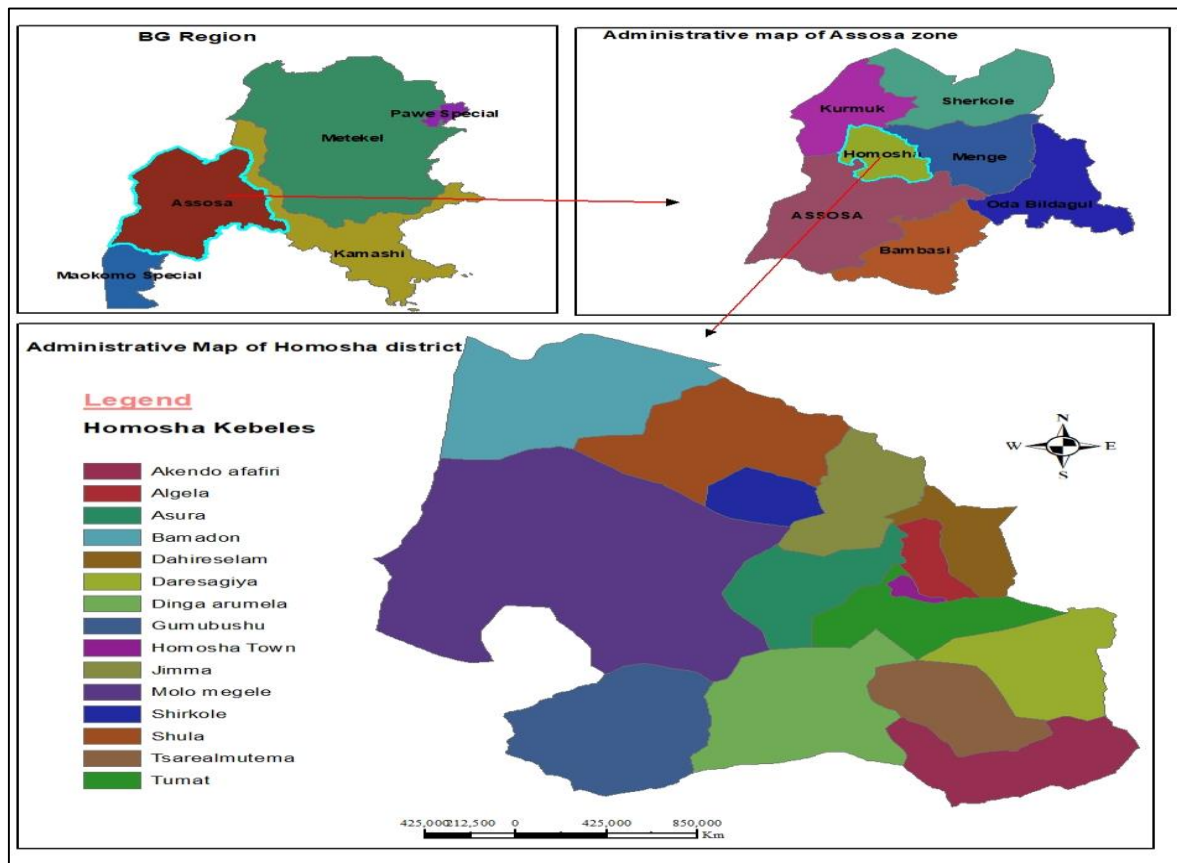 BG Region
Pawe Special
Metekel
Assosa
Kamashi
Maokomo Special
Administrative map of Assosa zone
Sherkole
Kurmuk
Homosha
Menge
Oda Bildagul
ASSOSA
Bambasi
Administrative Map of Homosha district
Legend
Homosha Kebeles
Akendo afafiri
Algela
Asura
Bamadon
Dahireselam
Daresagiya
Dinga arumela
Gumubushu
Homosha Town
Jimma
Molo megele
Shirkole
Shula
Tsarealmutema
Tumat
N
W E
S
425,000 212,500 0 425,000 850,000
Km